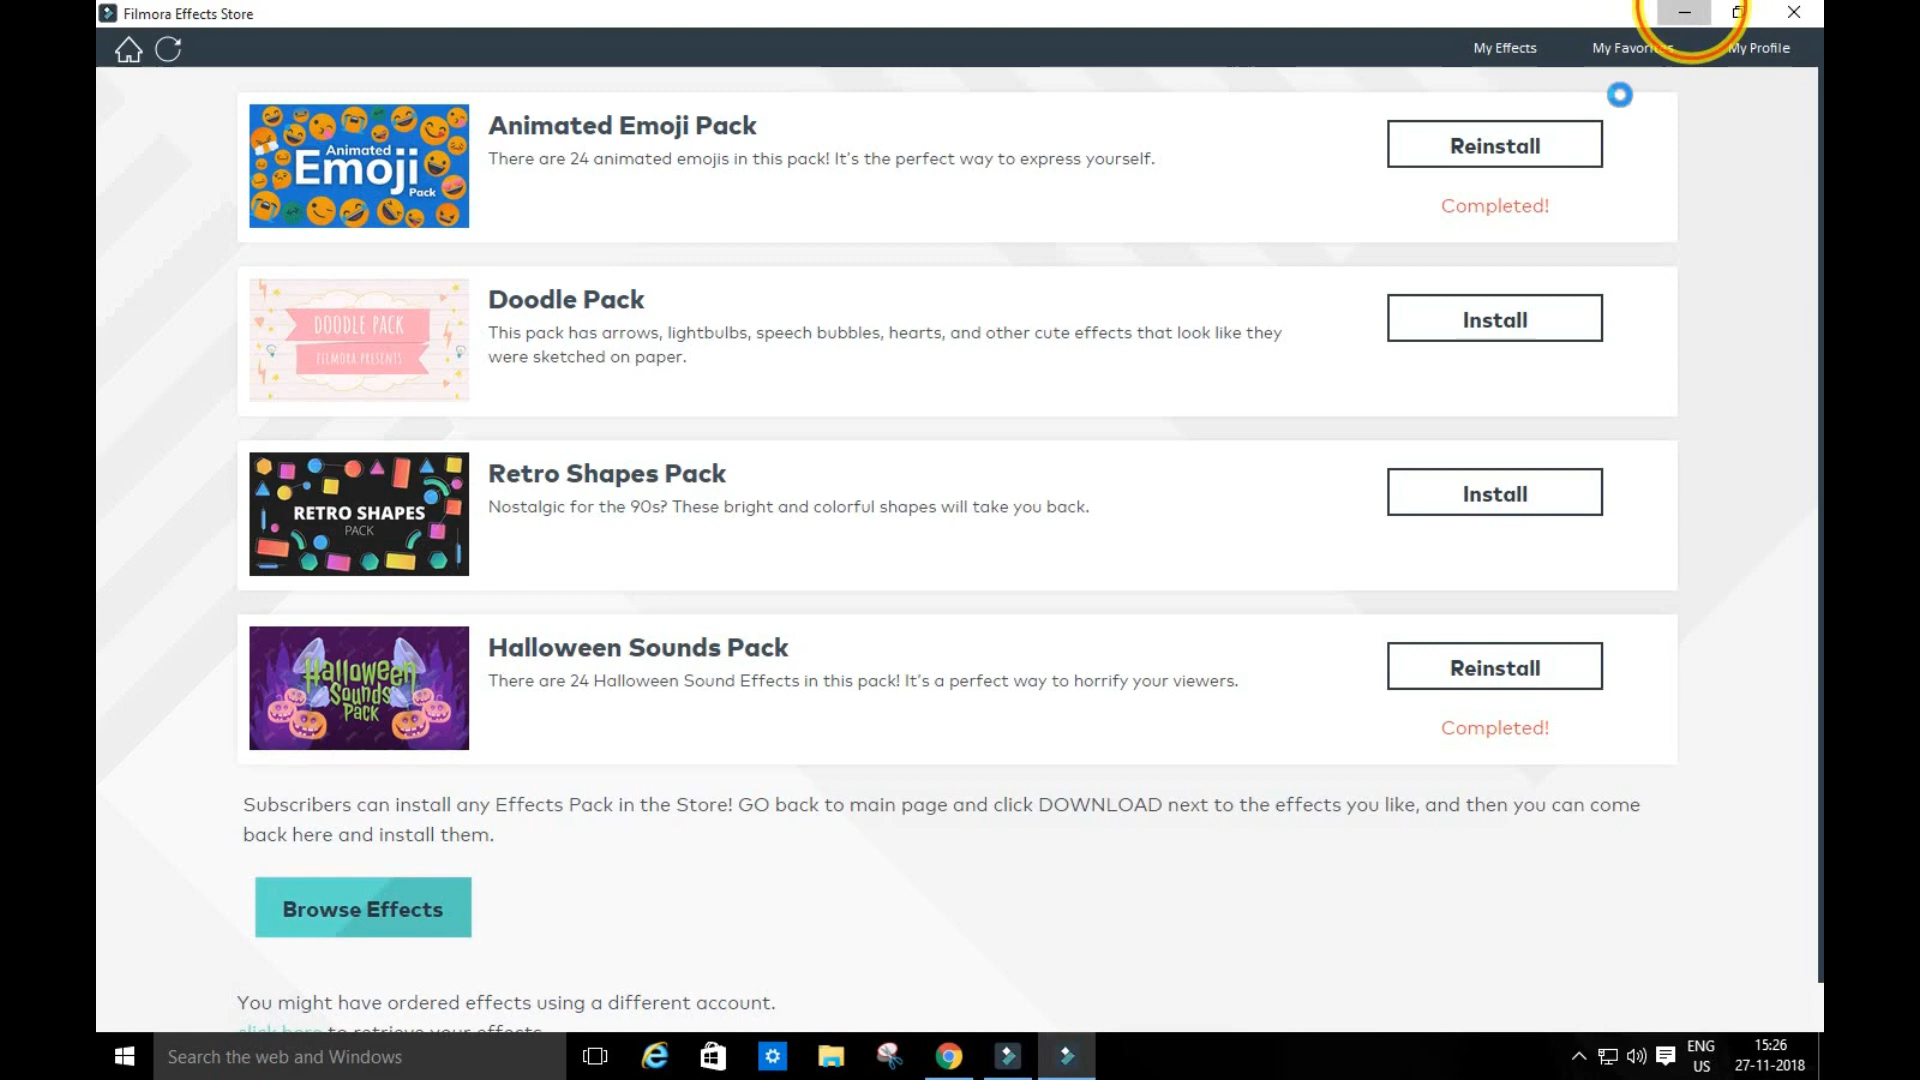 Filmora Effects Store
My Effects
My Favorites
My Profile
Animated
Emoji
Pack
Animated Emoji Pack
There are 24 animated emojis in this pack! It's the perfect way to express yourself.
Reinstall
Completed!
DOODLE PACK
FILMORA PRESENTS
Doodle Pack
This pack has arrows, lightbulbs, speech bubbles, hearts, and other cute effects that look like they
were sketched on paper.
Install
RETRO SHAPES
PACK
Retro Shapes Pack
Nostalgic for the 90s? These bright and colorful shapes will take you back.
Install
Halloween
Sounds
Pack
Halloween Sounds Pack
There are 24 Halloween Sound Effects in this pack! It's a perfect way to horrify your viewers.
Reinstall
Completed!
Subscribers can install any Effects Pack in the Store! GO back to main page and click DOWNLOAD next to the effects you like, and then you can come
back here and install them.
Browse Effects
You might have ordered effects using a different account.
click here to retrieve your effects
Search the web and Windows
ENG
US
15:26
27-11-2018